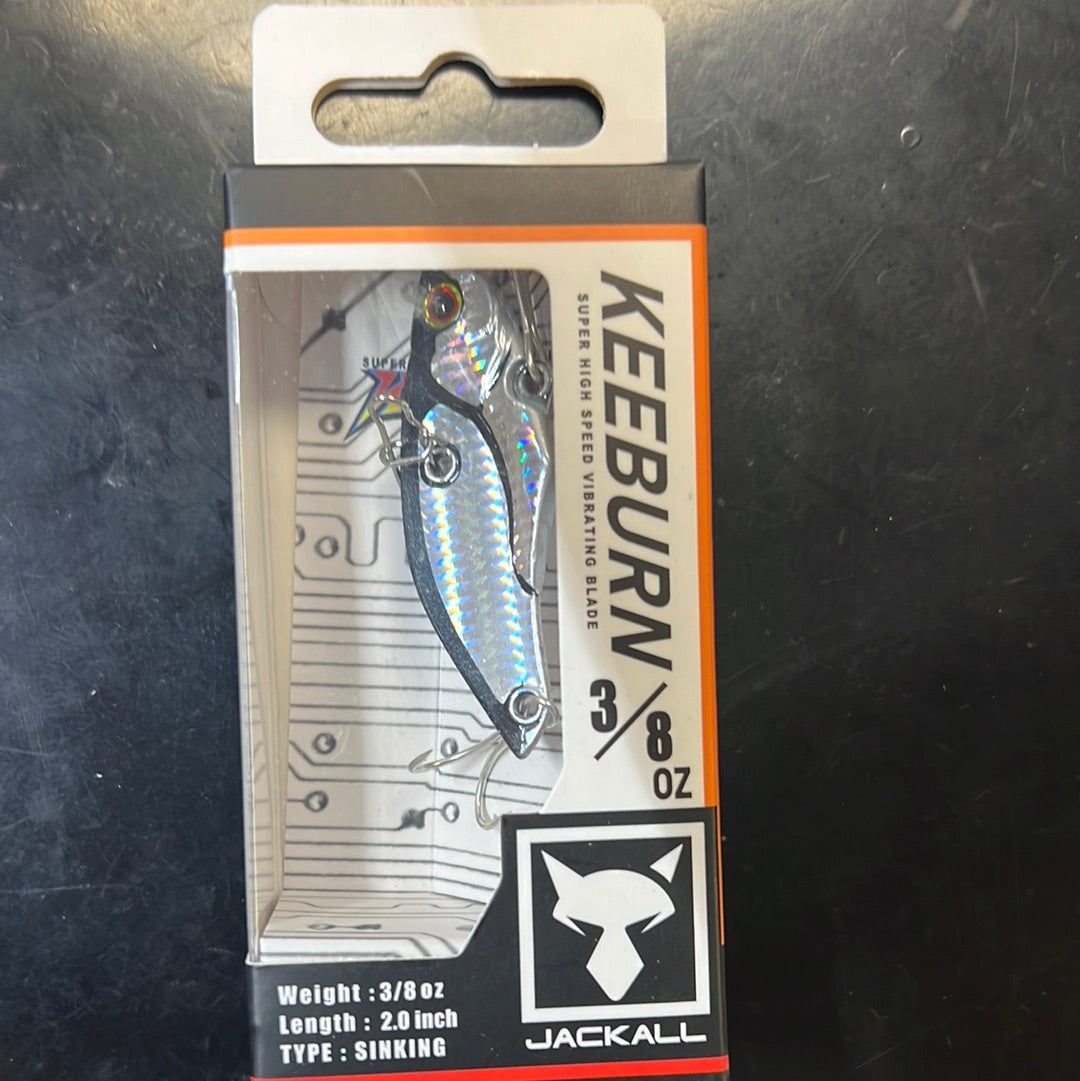 SUPER
KEEBURN
SUPER HIGH SPEED VIBRATING BLADE
3/8
OZ
Weight : 3/8 oz
Length : 2.0 inch
TYPE : SINKING
JACKALL